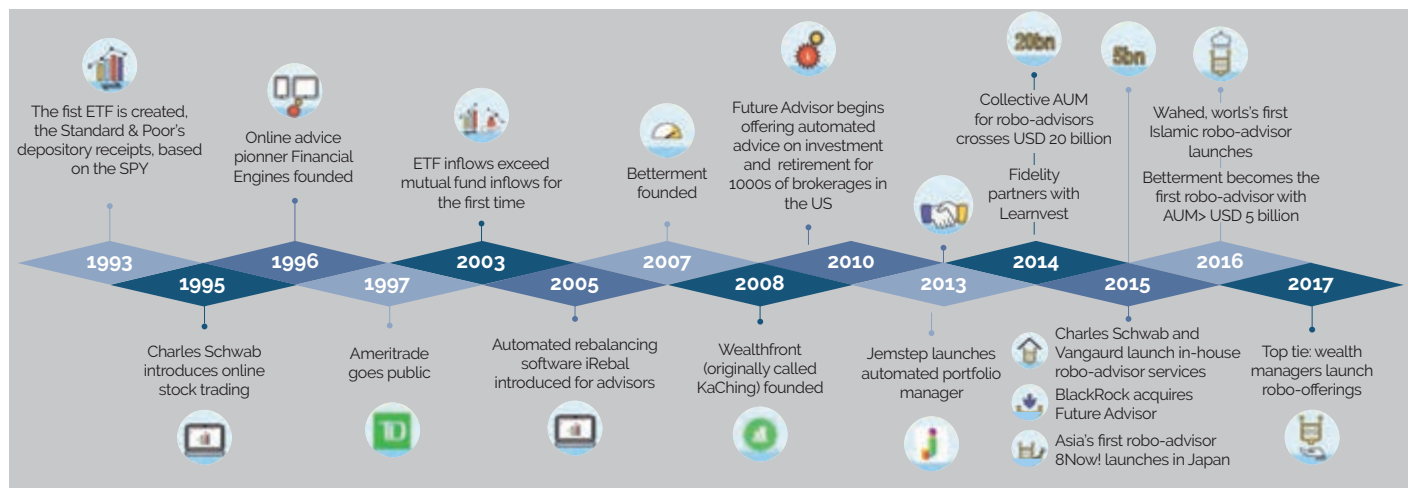 The fist ETF is created,
the Standard & Poor's
depository receipts, based
on the SPY
1993
1995
Charles Schwab
introduces online
stock trading
Online advice
pionner Financial
Engines founded
1996
1997
Ameritrade
goes public
TD
ETF inflows exceed
mutual fund inflows for
the first time
2003
2005
Automated rebalancing
software iRebal
introduced for advisors
Betterment
founded
2007
2008
Wealthfront
(originally called
KaChing) founded
Future Advisor begins
offering automated
advice on investment
and retirement for
1000s of brokerages in
the US
2010
2013
Jemstep launches
automated portfolio
manager
j
20bn
Collective AUM
for robo-advisors
crosses USD 20 billion
Fidelity
partners with
Learnvest
2014
5bn
2015
Charles Schwab and
Vangaurd launch in-house
robo-advisor services
BlackRock acquires
Future Advisor
Asia's first robo-advisor
8Now! launches in Japan
Wahed, worls's first
Islamic robo-advisor
launches
Betterment becomes the
first robo-advisor with
AUM> USD 5 billion
2016
2017
Top tie: wealth
managers launch
robo-offerings